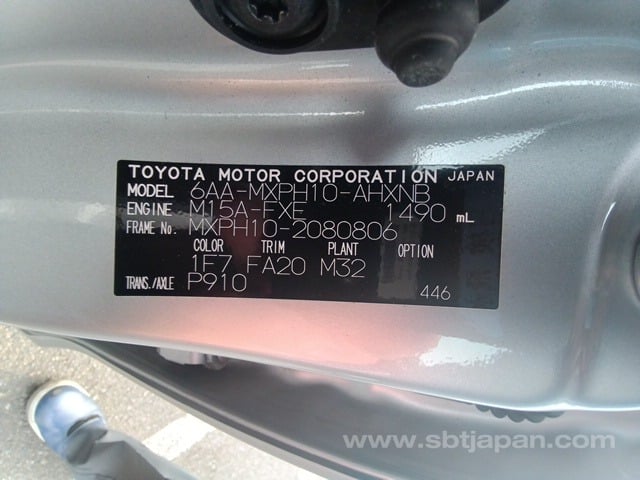 TOYOTA MOTOR CORPORATION JAPAN
MODEL 6AA-MXPH10-AHXNB
ENGINE M15A-FXE 1490 mL
FRAME No. MXPH10-2080806
COLOR TRIM PLANT OPTION
1F7 FA20 M32
TRANS./AXLE P910
446
www.sbtjapan.com